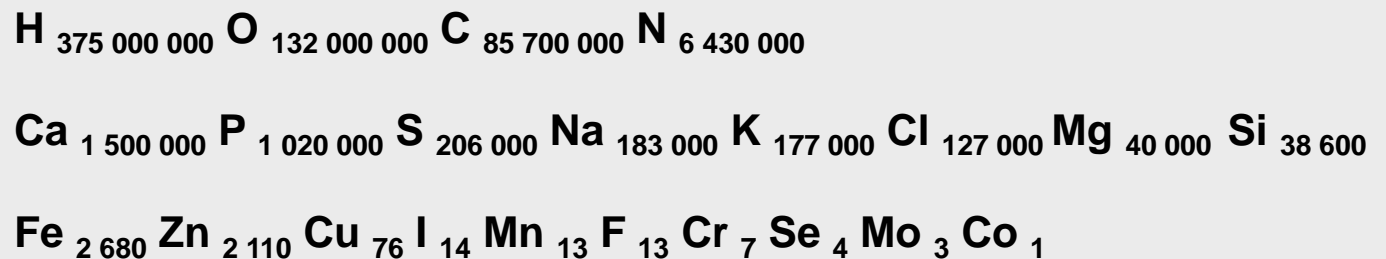 H 375 000 000 O 132 000 000 C 85 700 000 N 6 430 000
Ca 1 500 000 P 1 020 000 S 206 000 Na 183 000 K 177 000 Cl 127 000 Mg 40 000 Si 38 600
Fe 2 680 Zn 2 110 Cu 76 I 14 Mn 13 F 13 Cr 7 Se 4 Mo 3 Co 1